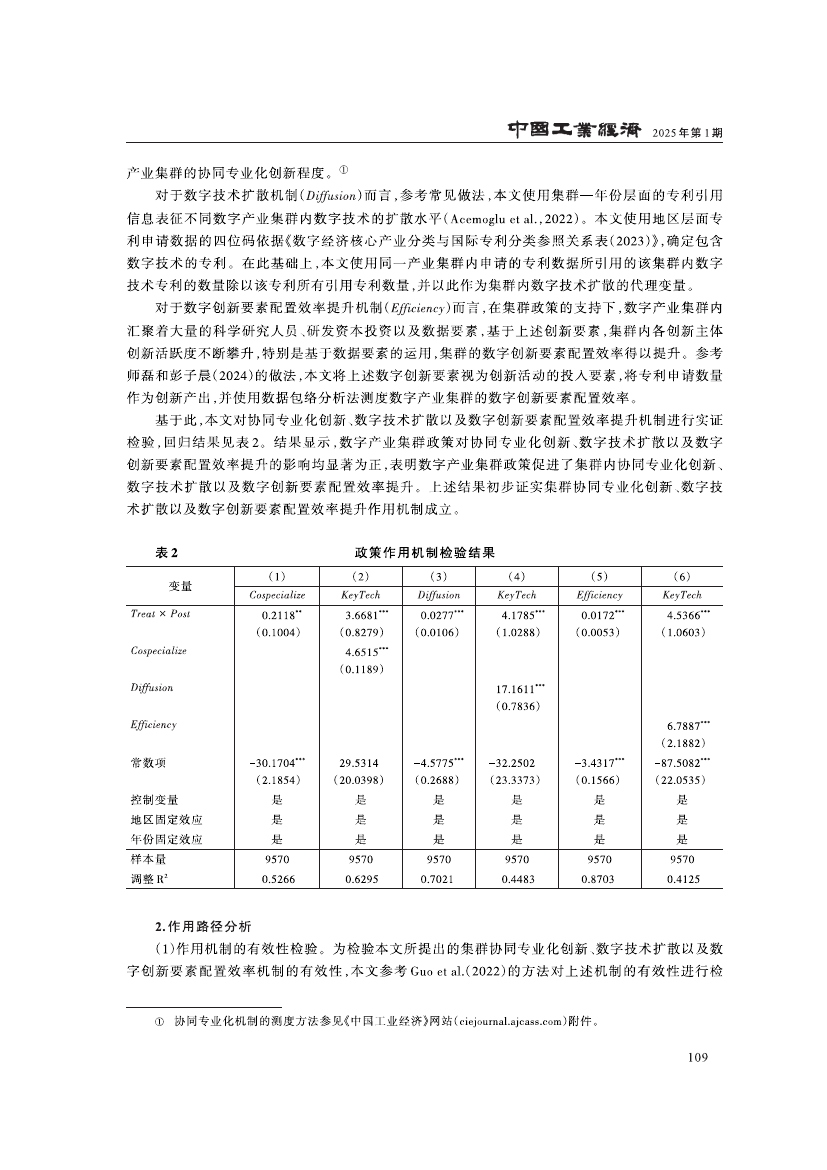 中國工業經濟 2025年第1期
产业集群的协同专业化创新程度。①
对于数字技术扩散机制(Diffusion)而言,参考常见做法,本文使用集群—年份层面的专利引用
信息表征不同数字产业集群内数字技术的扩散水平(Acemoglu et al.,2022)。本文使用地区层面专
利申请数据的四位码依据《数字经济核心产业分类与国际专利分类参照关系表(2023)》,确定包含
数字技术的专利。在此基础上,本文使用同一产业集群内申请的专利数据所引用的该集群内数字
技术专利的数量除以该专利所有引用专利数量,并以此作为集群内数字技术扩散的代理变量。
对于数字创新要素配置效率提升机制(Efficiency)而言,在集群政策的支持下,数字产业集群内
汇聚着大量的科学研究人员、研发资本投资以及数据要素,基于上述创新要素,集群内各创新主体
创新活跃度不断攀升,特别是基于数据要素的运用,集群的数字创新要素配置效率得以提升。参考
师磊和彭子晨(2024)的做法,本文将上述数字创新要素视为创新活动的投入要素,将专利申请数量
作为创新产出,并使用数据包络分析法测度数字产业集群的数字创新要素配置效率。
基于此,本文对协同专业化创新、数字技术扩散以及数字创新要素配置效率提升机制进行实证
检验,回归结果见表2。结果显示,数字产业集群政策对协同专业化创新、数字技术扩散以及数字
创新要素配置效率提升的影响均显著为正,表明数字产业集群政策促进了集群内协同专业化创新、
数字技术扩散以及数字创新要素配置效率提升。上述结果初步证实集群协同专业化创新、数字技
术扩散以及数字创新要素配置效率提升作用机制成立。
表2 政策作用机制检验结果
变量 (1) (2) (3) (4) (5) (6)
Cospecialize KeyTech Diffusion KeyTech Efficiency KeyTech
Treat × Post 0.2118** 3.6681*** 0.0277*** 4.1785*** 0.0172*** 4.5366***
(0.1004) (0.8279) (0.0106) (1.0288) (0.0053) (1.0603)
Cospecialize 4.6515***
(0.1189)
Diffusion 17.1611***
(0.7836)
Efficiency 6.7887***
(2.1882)
常数项 -30.1704*** 29.5314 -4.5775*** -32.2502 -3.4317*** -87.5082***
(2.1854) (20.0398) (0.2688) (23.3373) (0.1566) (22.0535)
控制变量 是 是 是 是 是 是
地区固定效应 是 是 是 是 是 是
年份固定效应 是 是 是 是 是 是
样本量 9570 9570 9570 9570 9570 9570
调整 R² 0.5266 0.6295 0.7021 0.4483 0.8703 0.4125
2.作用路径分析
(1)作用机制的有效性检验。为检验本文所提出的集群协同专业化创新、数字技术扩散以及数
字创新要素配置效率机制的有效性,本文参考 Guo et al.(2022)的方法对上述机制的有效性进行检
① 协同专业化机制的测度方法参见《中国工业经济》网站(ciejournal.ajcass.com)附件。
109